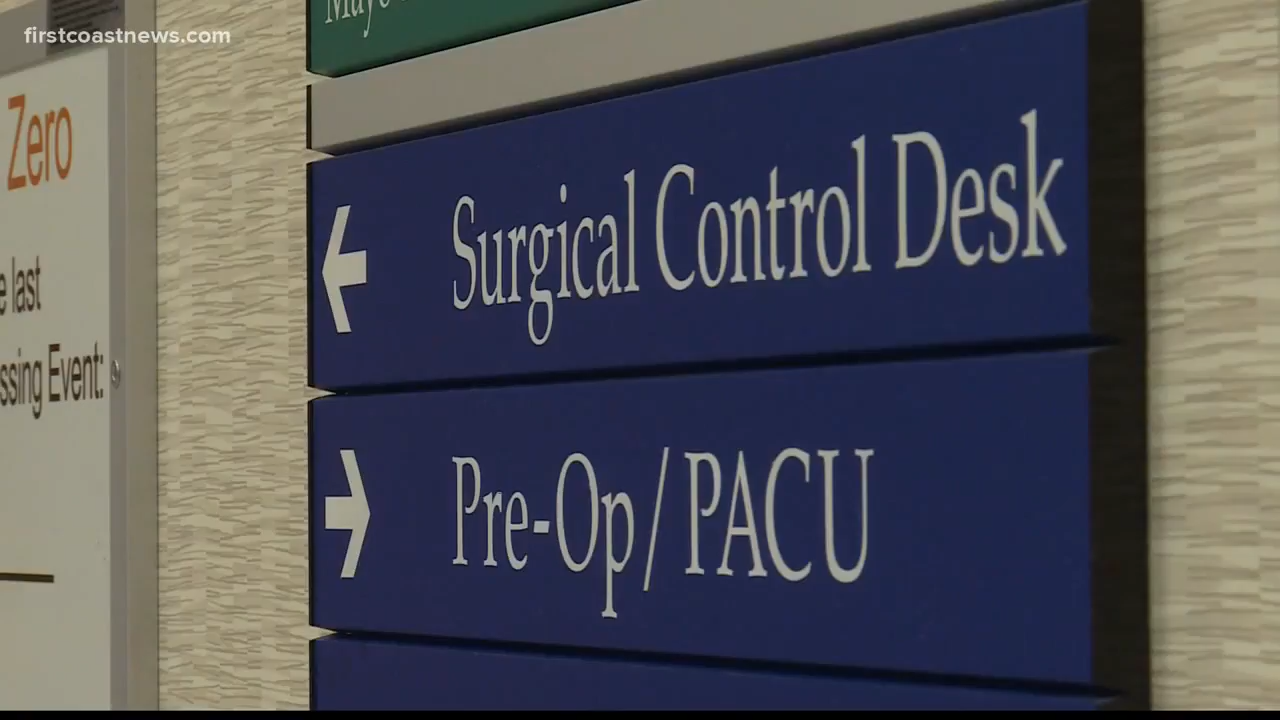 firstcoastnews.com
Zero
last
Event:
Surgical Control Desk
Pre-Op/PACU